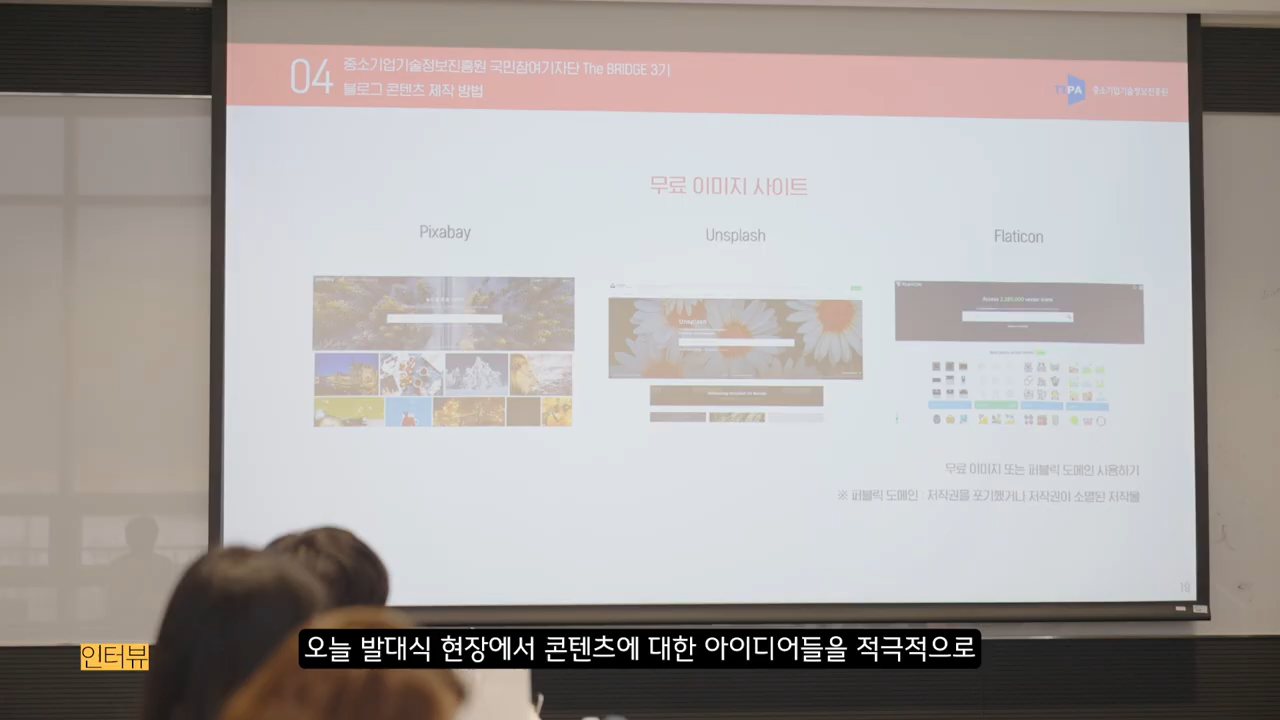 04
중소기업기술정보진흥원 국민참여기자단 The BRIDGE 3기
블로그 콘텐츠 제작 방법
TIPA 중소기업기술정보진흥원
무료 이미지 사이트
Pixabay
Unsplash
Flaticon
무료 이미지 또는 퍼블릭 도메인 사용하기
※ 퍼블릭 도메인 : 저작권을 포기했거나 저작권이 소멸된 저작물
인터뷰
오늘 발대식 현장에서 콘텐츠에 대한 아이디어들을 적극적으로